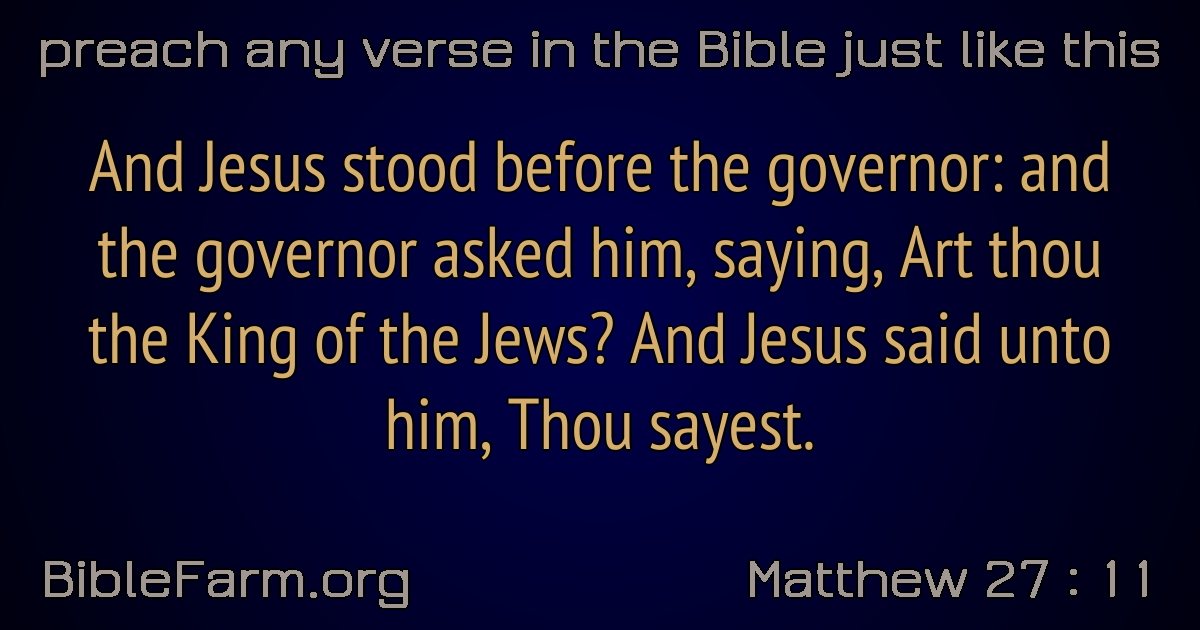 preach any verse in the Bible just like this
And Jesus stood before the governor: and
the governor asked him, saying, Art thou
the King of the Jews? And Jesus said unto
him, Thou sayest.
BibleFarm.org
Matthew 27 : 11